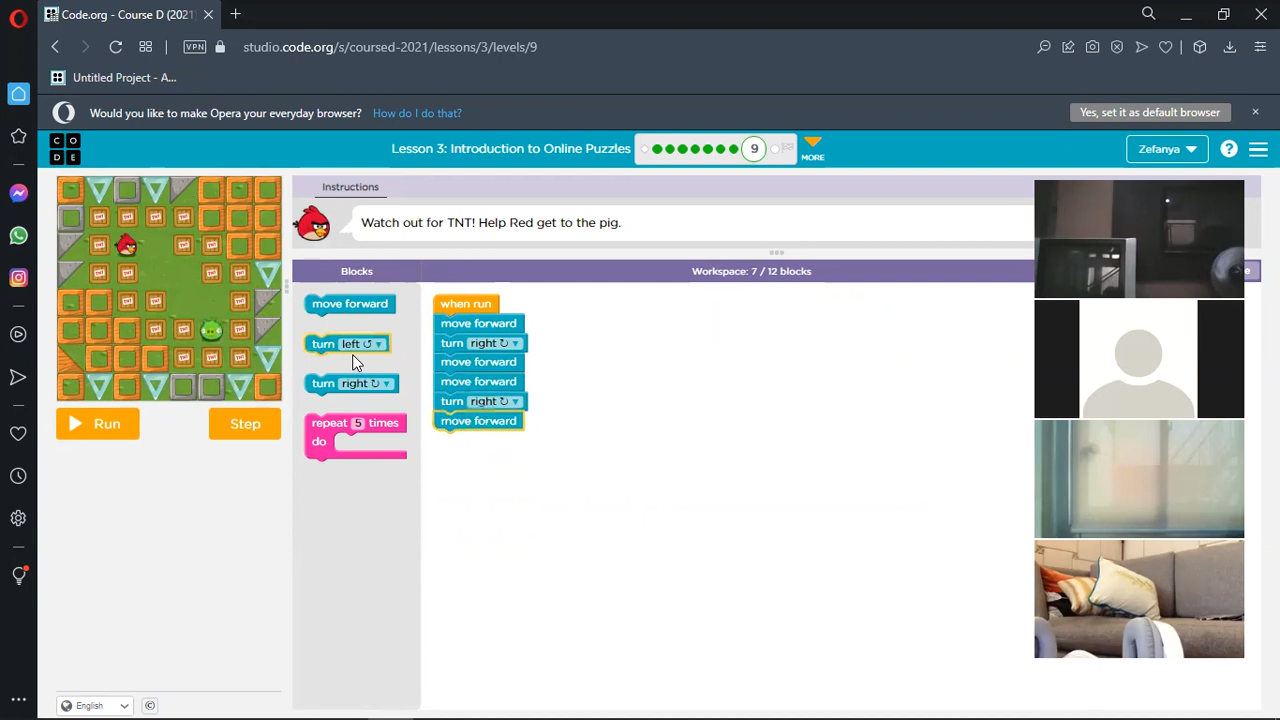 Code.org - Course D (2021)
VPN
studio.code.org/s/coursed-2021/lessons/3/levels/9
Untitled Project - A...
Would you like to make Opera your everyday browser? How do I do that? Yes, set it as default browser
C O
D E
Lesson 3: Introduction to Online Puzzles
9
MORE
Zefanya
?
Instructions
Watch out for TNT! Help Red get to the pig.
Blocks
Workspace: 7 / 12 blocks
move forward
turn left
turn right
repeat 5 times
do
when run
move forward
turn right
move forward
move forward
turn right
move forward
Run
Step
English
©